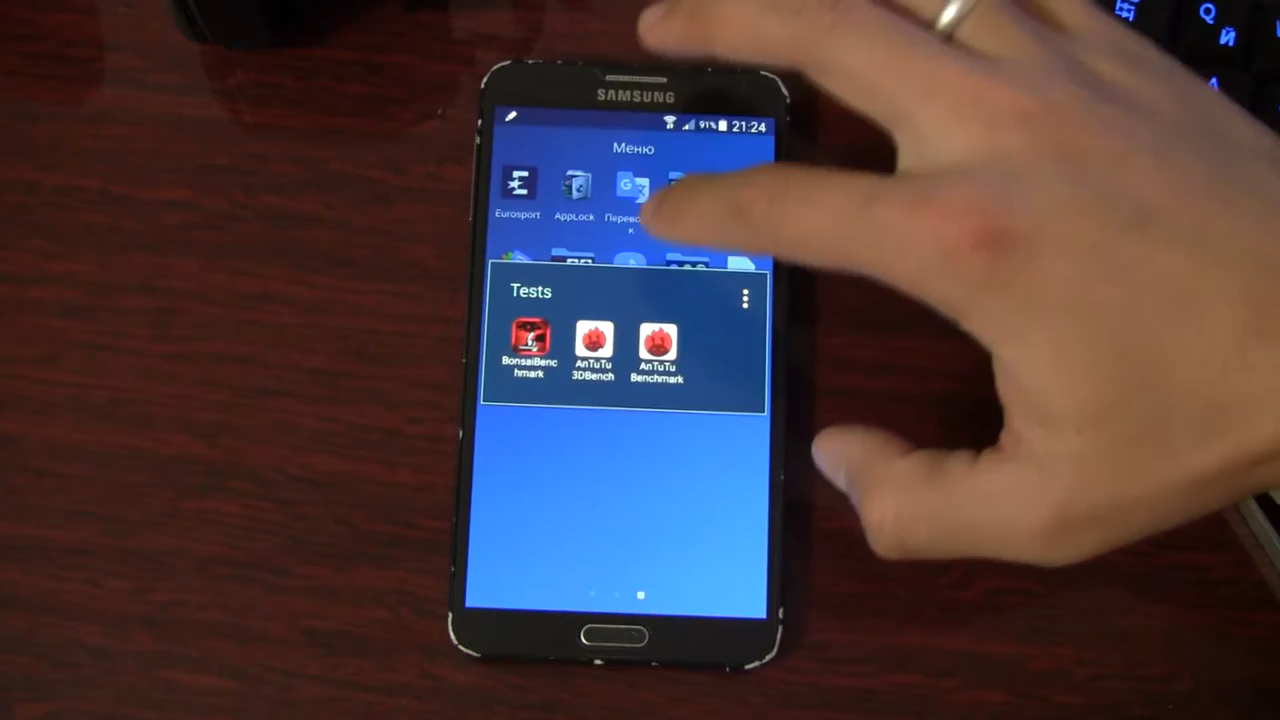 SAMSUNG
91% 21:24
Меню
Eurosport AppLock
к
Tests
BonsaiBenc
hmark
AnTuTu
3DBench
AnTuTu
Benchmark
Q
Й